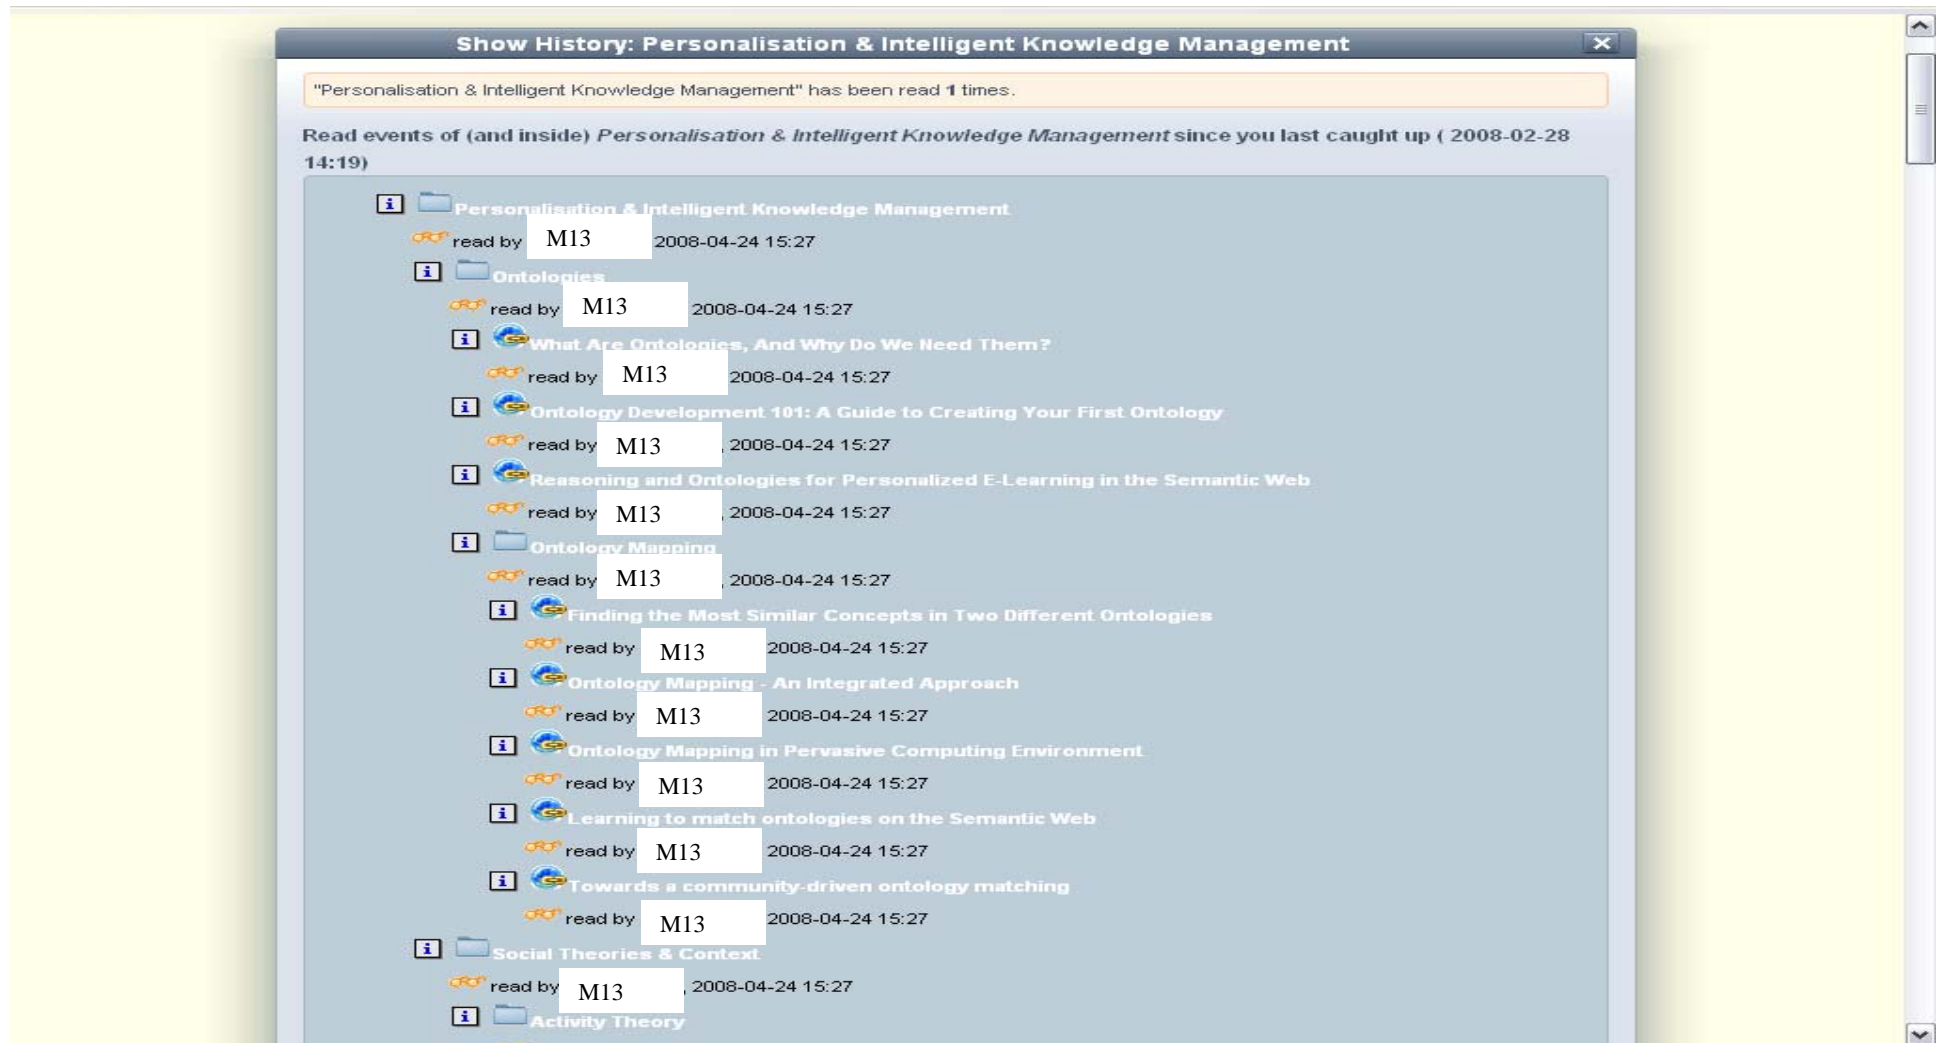 Show History: Personalisation & Intelligent Knowledge Management
"Personalisation & Intelligent Knowledge Management" has been read 1 times.
Read events of (and inside) Personalisation & Intelligent Knowledge Management since you last caught up ( 2008-02-28
14:19)
Personalisation & Intelligent Knowledge Management
read by M13 2008-04-24 15:27
Ontologies
read by M13 2008-04-24 15:27
What Are Ontologies, And Why Do We Need Them?
read by M13 2008-04-24 15:27
Ontology Development 101: A Guide to Creating Your First Ontology
read by M13 , 2008-04-24 15:27
Reasoning and Ontologies for Personalized E-Learning in the Semantic Web
read by M13 , 2008-04-24 15:27
Ontology Mapping
read by M13 , 2008-04-24 15:27
Finding the Most Similar Concepts in Two Different Ontologies
read by M13 2008-04-24 15:27
Ontology Mapping - An Integrated Approach
read by M13 2008-04-24 15:27
Ontology Mapping in Pervasive Computing Environment
read by M13 2008-04-24 15:27
Learning to match ontologies on the Semantic Web
read by M13 2008-04-24 15:27
Towards a community-driven ontology matching
read by M13 2008-04-24 15:27
Social Theories & Context
read by M13 , 2008-04-24 15:27
Activity Theory